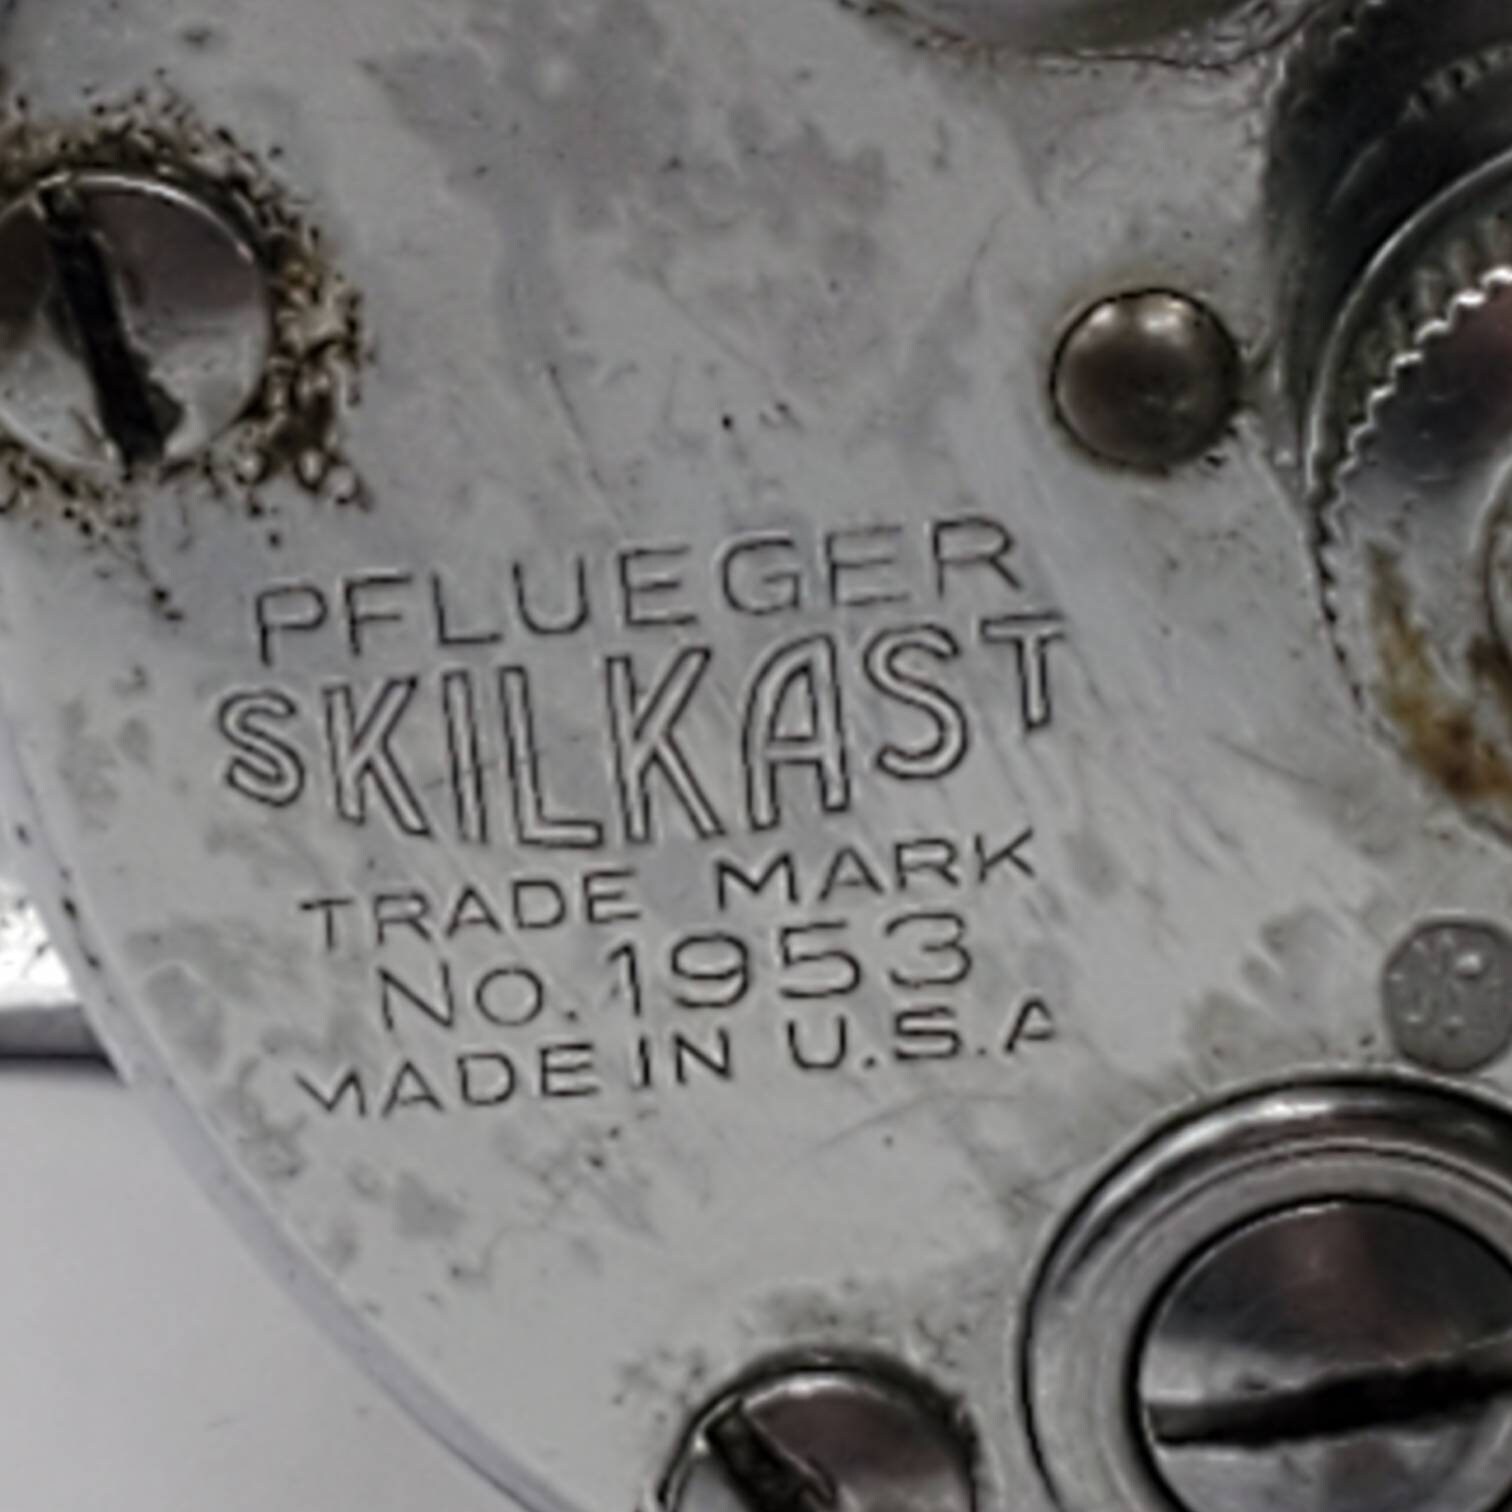 PFLUEGER
SKILKAST
TRADE MARK
No. 1953
MADE IN U.S.A